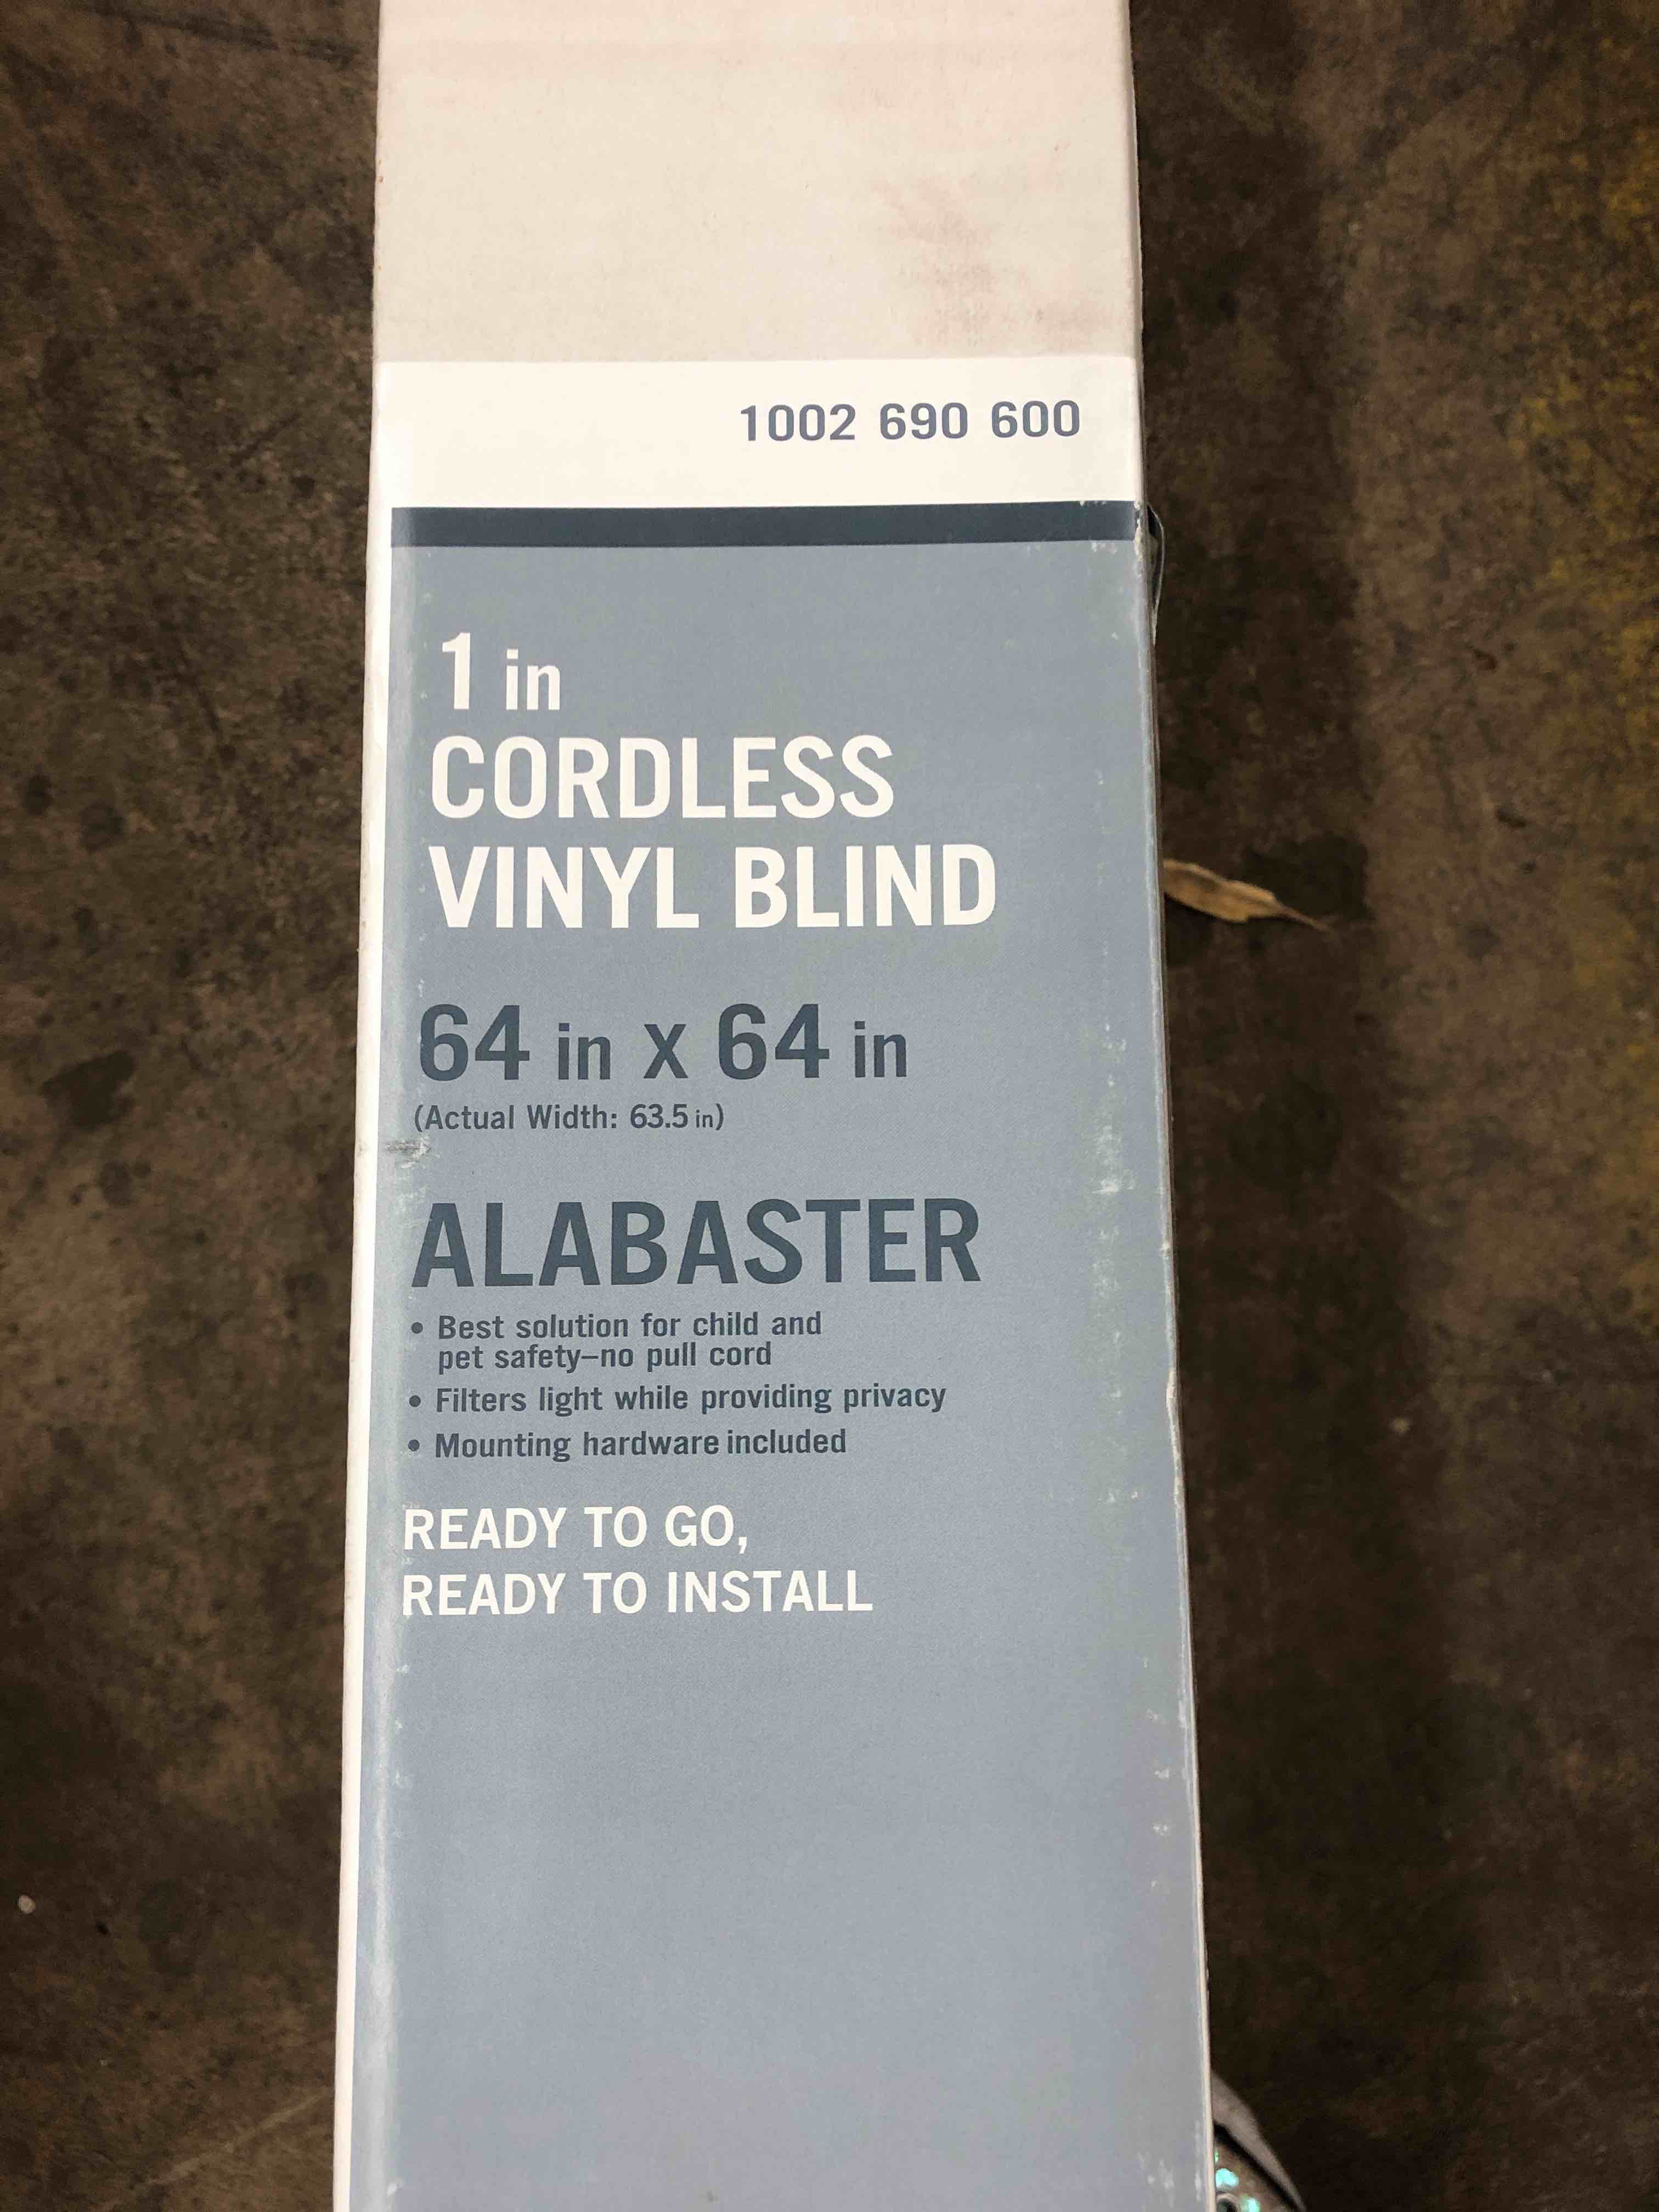 1002 690 600
1 in
CORDLESS
VINYL BLIND
64 in x 64 in
(Actual Width: 63.5 in)
ALABASTER
• Best solution for child and
pet safety–no pull cord
• Filters light while providing privacy
• Mounting hardware included
READY TO GO,
READY TO INSTALL